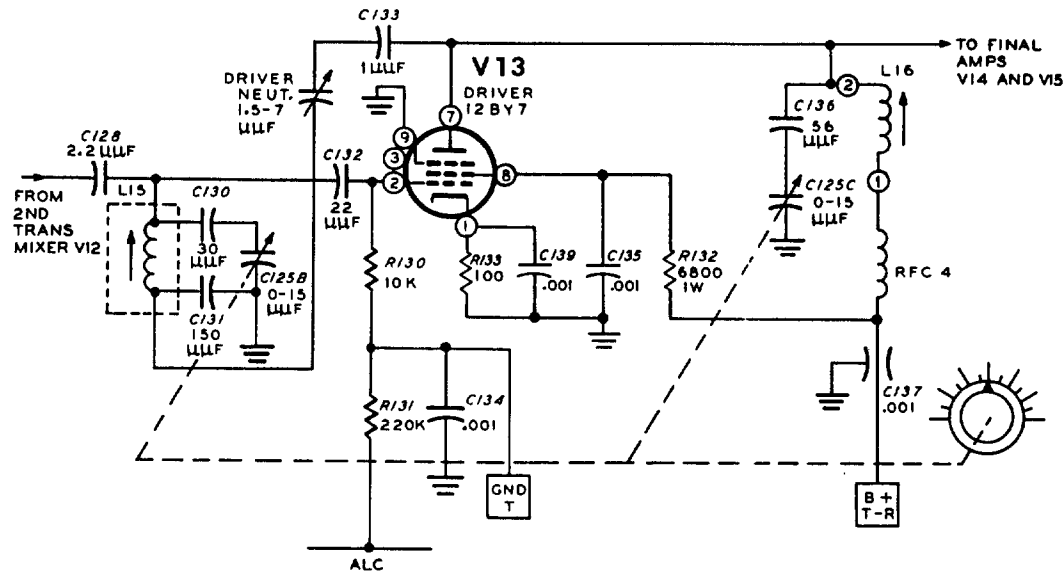 C133
1µµF
V13
DRIVER
12BY7
DRIVER
NEUT.
1.5-7
µµF
TO FINAL
AMPS
V14 AND V15
L16
2
C136
56
µµF
C128
2.2µµF
7
9
3
2
8
1
C132
22
µµF
FROM
2ND
TRANS
MIXER V12
L15
C130
30
µµF
C125B
0-15
µµF
C131
150
µµF
C125C
0-15
µµF
1
R130
10K
R133
100
C139
.001
C135
.001
R132
6800
1W
RFC 4
R131
220K
C134
.001
C137
.001
GND
T
B+
T-R
ALC